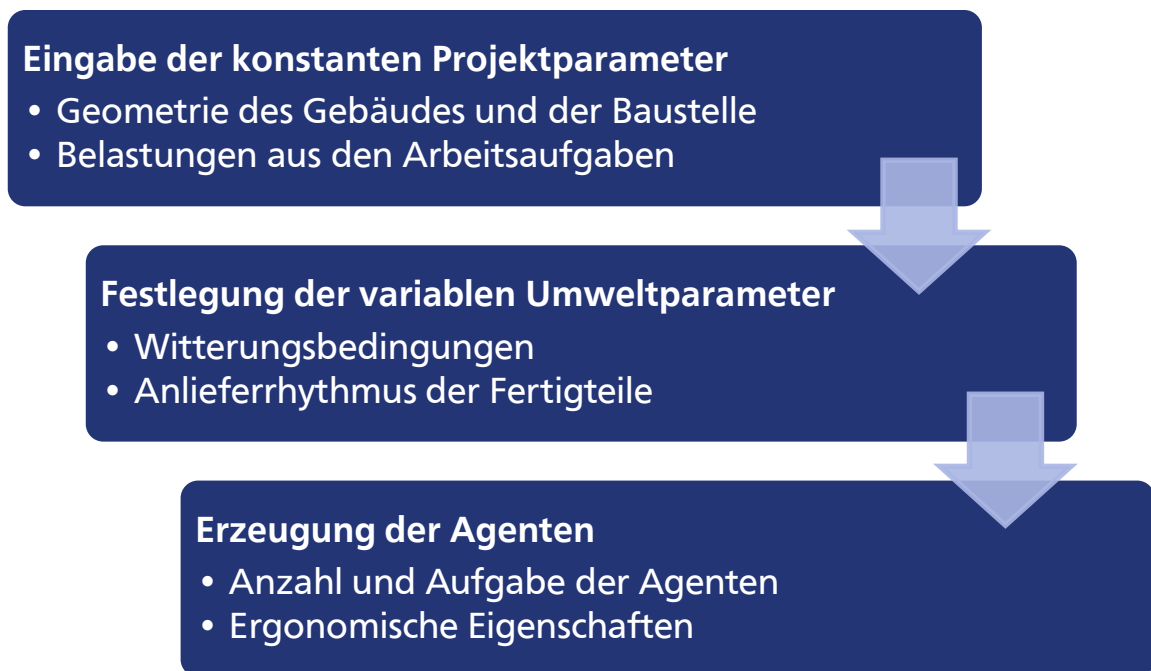 Eingabe der konstanten Projektparameter
• Geometrie des Gebäudes und der Baustelle
• Belastungen aus den Arbeitsaufgaben
Festlegung der variablen Umweltparameter
• Witterungsbedingungen
• Anlieferrhythmus der Fertigteile
Erzeugung der Agenten
• Anzahl und Aufgabe der Agenten
• Ergonomische Eigenschaften